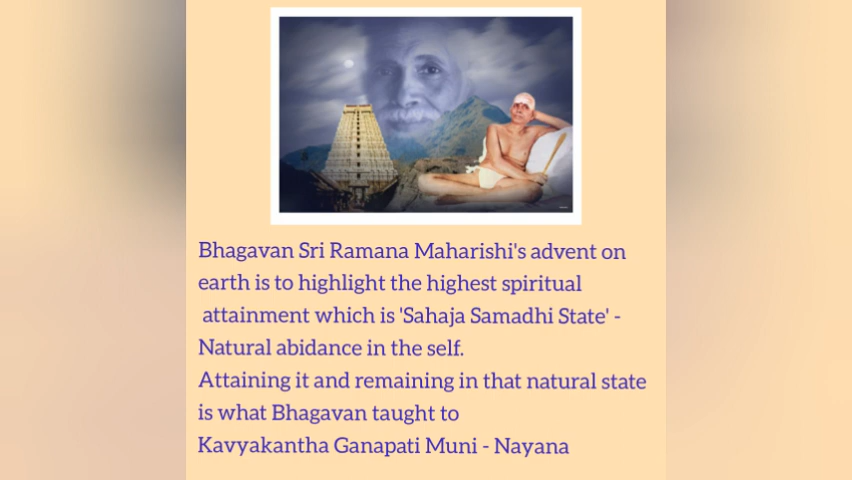 Bhagavan Sri Ramana Maharishi's advent on
earth is to highlight the highest spiritual
attainment which is 'Sahaja Samadhi State' -
Natural abidance in the self.
Attaining it and remaining in that natural state
is what Bhagavan taught to
Kavyakantha Ganapati Muni - Nayana